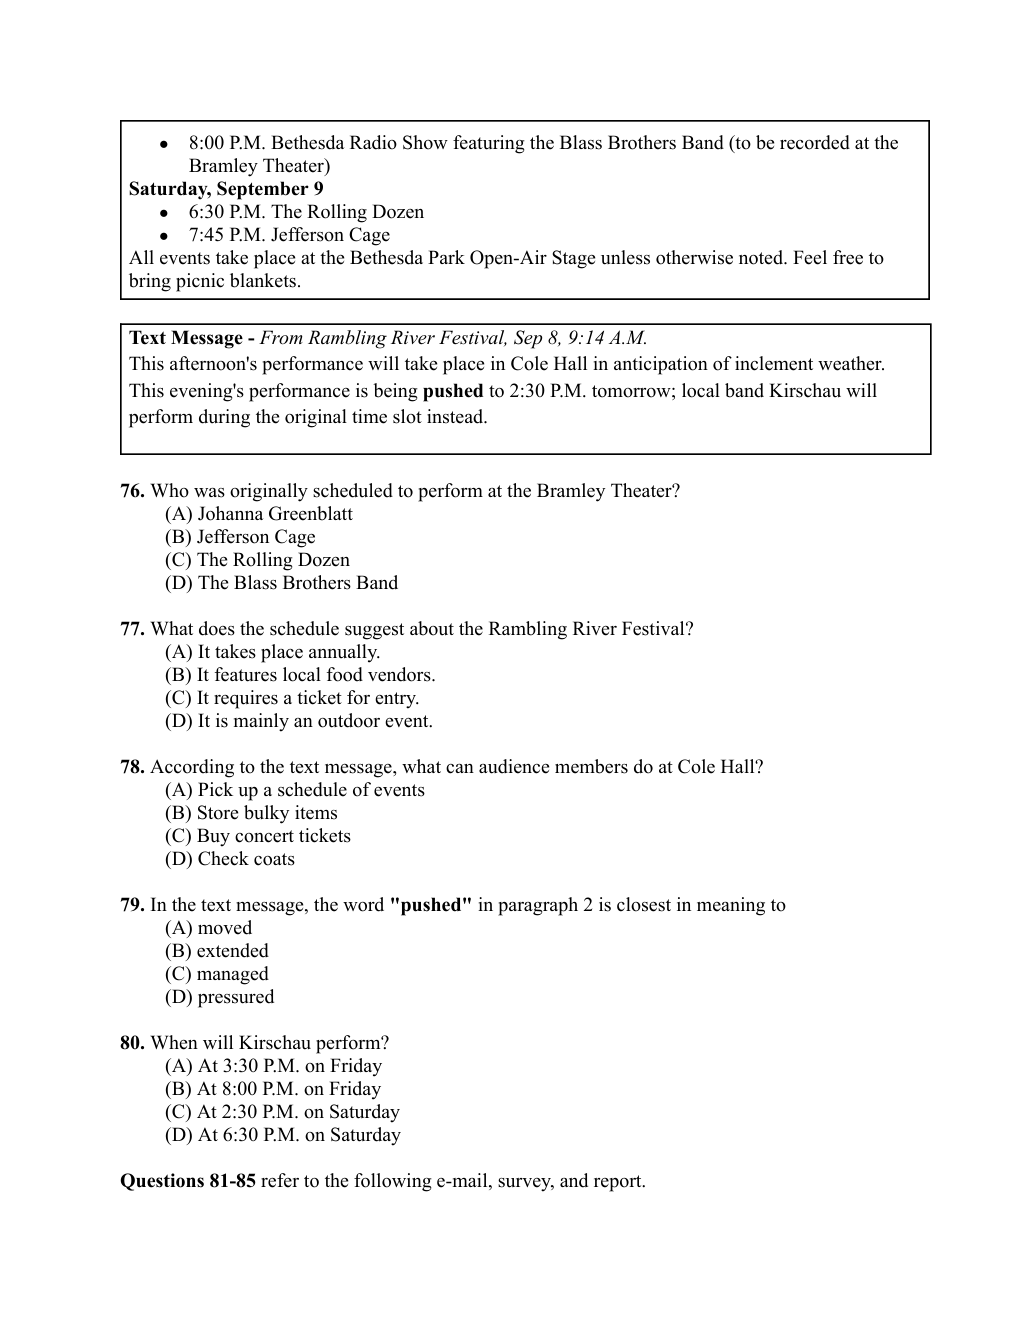 ● 8:00 P.M. Bethesda Radio Show featuring the Blass Brothers Band (to be recorded at the
Bramley Theater)
Saturday, September 9
● 6:30 P.M. The Rolling Dozen
● 7:45 P.M. Jefferson Cage
All events take place at the Bethesda Park Open-Air Stage unless otherwise noted. Feel free to
bring picnic blankets.
Text Message - From Rambling River Festival, Sep 8, 9:14 A.M.
This afternoon's performance will take place in Cole Hall in anticipation of inclement weather.
This evening's performance is being pushed to 2:30 P.M. tomorrow; local band Kirschau will
perform during the original time slot instead.
76. Who was originally scheduled to perform at the Bramley Theater?
(A) Johanna Greenblatt
(B) Jefferson Cage
(C) The Rolling Dozen
(D) The Blass Brothers Band
77. What does the schedule suggest about the Rambling River Festival?
(A) It takes place annually.
(B) It features local food vendors.
(C) It requires a ticket for entry.
(D) It is mainly an outdoor event.
78. According to the text message, what can audience members do at Cole Hall?
(A) Pick up a schedule of events
(B) Store bulky items
(C) Buy concert tickets
(D) Check coats
79. In the text message, the word "pushed" in paragraph 2 is closest in meaning to
(A) moved
(B) extended
(C) managed
(D) pressured
80. When will Kirschau perform?
(A) At 3:30 P.M. on Friday
(B) At 8:00 P.M. on Friday
(C) At 2:30 P.M. on Saturday
(D) At 6:30 P.M. on Saturday
Questions 81-85 refer to the following e-mail, survey, and report.